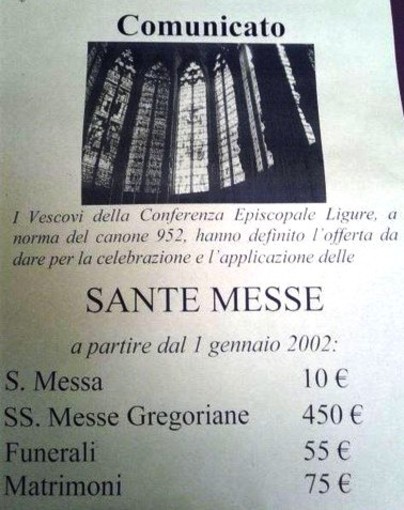 Comunicato
I Vescovi della Conferenza Episcopale Ligure, a
norma del canone 952, hanno definito l'offerta da
dare per la celebrazione e l'applicazione delle
SANTE MESSE
a partire dal 1 gennaio 2002:
S. Messa 10 €
SS. Messe Gregoriane 450 €
Funerali 55 €
Matrimoni 75 €